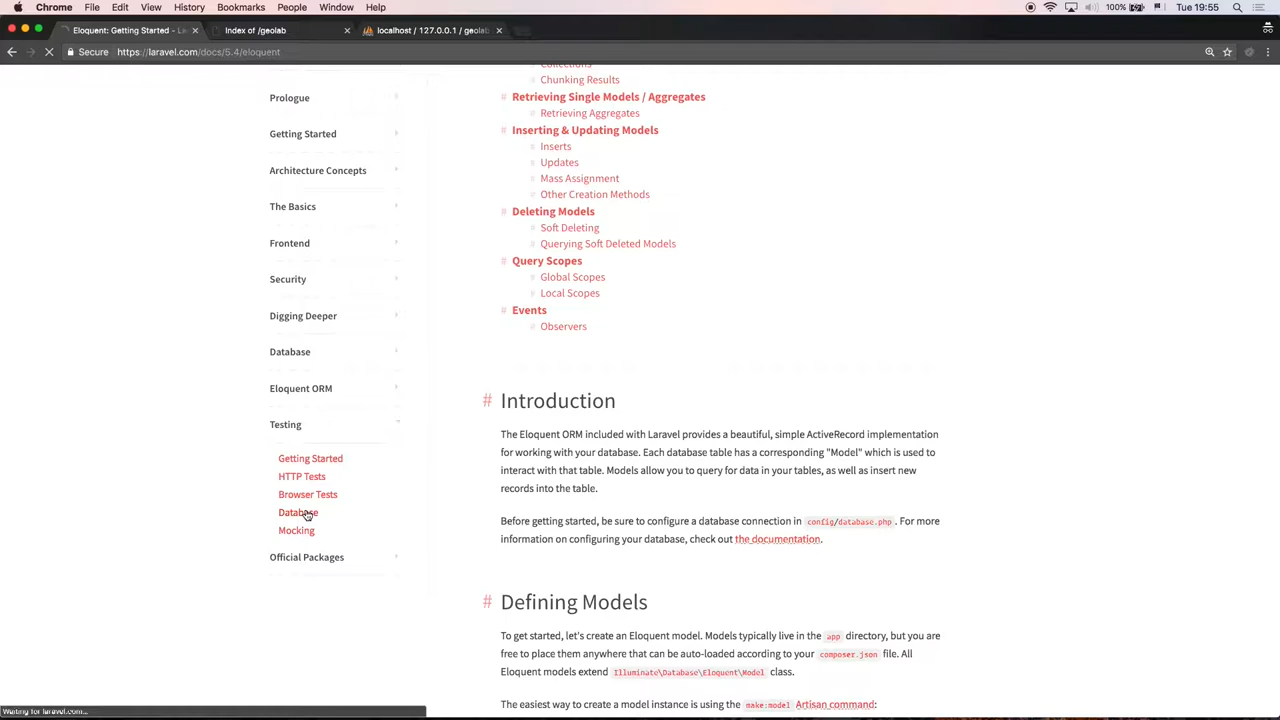 Chrome File Edit View History Bookmarks People Window Help 100% Tue 19:55
Eloquent: Getting Started - La × Index of /geolab × localhost / 127.0.0.1 / geolab ×
Secure https://laravel.com/docs/5.4/eloquent
Collections
# Chunking Results
# Retrieving Single Models / Aggregates
# Retrieving Aggregates
# Inserting & Updating Models
# Inserts
# Updates
# Mass Assignment
# Other Creation Methods
# Deleting Models
# Soft Deleting
# Querying Soft Deleted Models
# Query Scopes
# Global Scopes
# Local Scopes
# Events
# Observers
Prologue
Getting Started
Architecture Concepts
The Basics
Frontend
Security
Digging Deeper
Database
Eloquent ORM
Testing
Getting Started
HTTP Tests
Browser Tests
Database
Mocking
Official Packages
# Introduction
The Eloquent ORM included with Laravel provides a beautiful, simple ActiveRecord implementation
for working with your database. Each database table has a corresponding "Model" which is used to
interact with that table. Models allow you to query for data in your tables, as well as insert new
records into the table.
Before getting started, be sure to configure a database connection in config/database.php. For more
information on configuring your database, check out the documentation.
# Defining Models
To get started, let's create an Eloquent model. Models typically live in the app directory, but you are
free to place them anywhere that can be auto-loaded according to your composer.json file. All
Eloquent models extend Illuminate\Database\Eloquent\Model class.
The easiest way to create a model instance is using the make:model Artisan command:
Waiting for laravel.com...